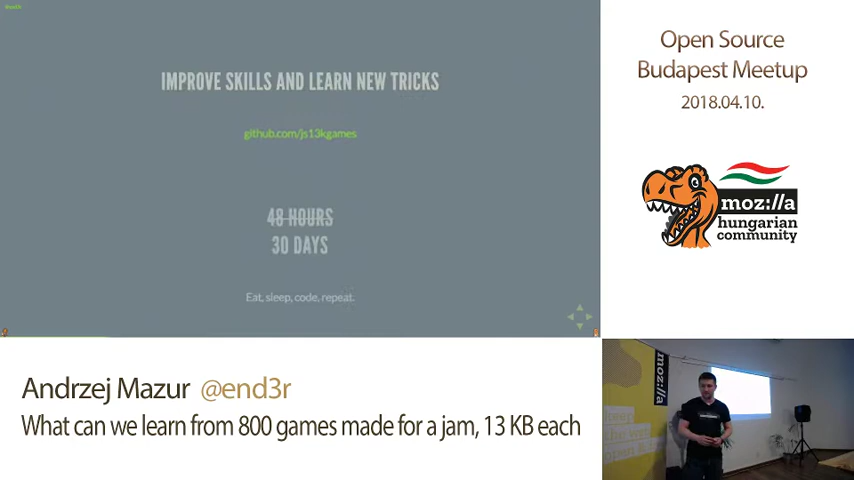 @end3r
IMPROVE SKILLS AND LEARN NEW TRICKS
github.com/js13kgames
48 HOURS
30 DAYS
Eat, sleep, code, repeat.
Open Source
Budapest Meetup
2018.04.10.
moz://a
hungarian
community
Andrzej Mazur @end3r
What can we learn from 800 games made for a jam, 13 KB each
moz://a